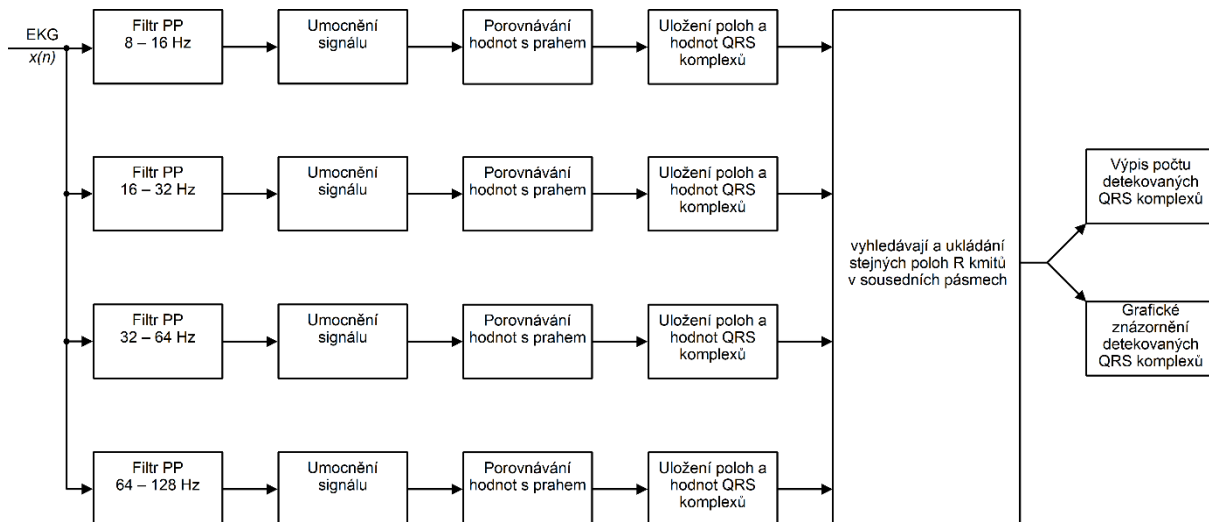 EKG
x(n)
Filtr PP
8 – 16 Hz
Umocnění
signálu
Porovnávání
hodnot s prahem
Uložení poloh a
hodnot QRS
komplexů
Filtr PP
16 – 32 Hz
Umocnění
signálu
Porovnávání
hodnot s prahem
Uložení poloh a
hodnot QRS
komplexů
Filtr PP
32 – 64 Hz
Umocnění
signálu
Porovnávání
hodnot s prahem
Uložení poloh a
hodnot QRS
komplexů
Filtr PP
64 – 128 Hz
Umocnění
signálu
Porovnávání
hodnot s prahem
Uložení poloh a
hodnot QRS
komplexů
vyhledávají a ukládání
stejných poloh R kmitů
v sousedních pásmech
Výpis počtu
detekovaných
QRS komplexů
Grafické
znázornění
detekovaných
QRS komplexů